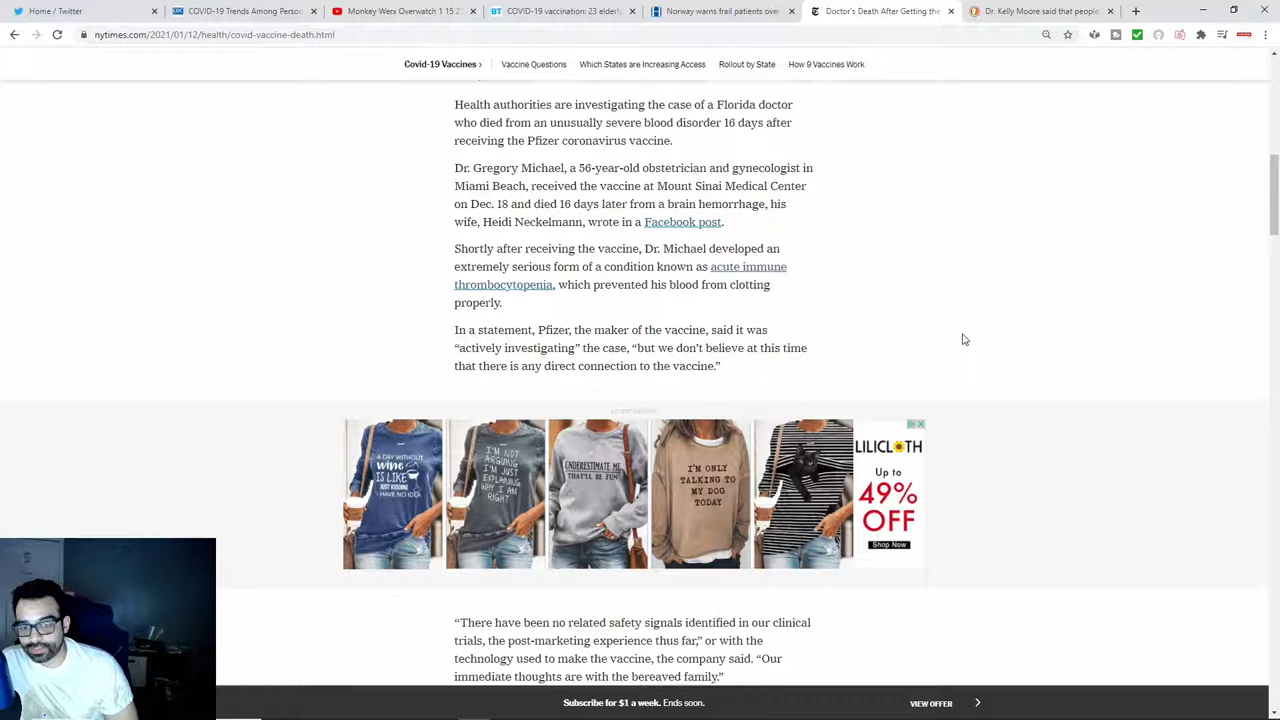 Home / Twitter
COVID-19 Trends Among Person
Monkey Werx Overwatch 1 15 2
COVID-19 vaccination: 23 elderly
Norway warns frail patients over
Doctor's Death After Getting the
Dr. Kelly Moore said that people
nytimes.com/2021/01/12/health/covid-vaccine-death.html
Covid-19 Vaccines ›
Vaccine Questions
Which States are Increasing Access
Rollout by State
How 9 Vaccines Work
Health authorities are investigating the case of a Florida doctor
who died from an unusually severe blood disorder 16 days after
receiving the Pfizer coronavirus vaccine.
Dr. Gregory Michael, a 56-year-old obstetrician and gynecologist in
Miami Beach, received the vaccine at Mount Sinai Medical Center
on Dec. 18 and died 16 days later from a brain hemorrhage, his
wife, Heidi Neckelmann, wrote in a Facebook post.
Shortly after receiving the vaccine, Dr. Michael developed an
extremely serious form of a condition known as acute immune
thrombocytopenia, which prevented his blood from clotting
properly.
In a statement, Pfizer, the maker of the vaccine, said it was
“actively investigating” the case, “but we don’t believe at this time
that there is any direct connection to the vaccine.”
ADVERTISEMENT
A DAY WITHOUT
wine
IS LIKE
JUST KIDDING
I HAVE NO IDEA
I'M NOT
ARGUING
I'M JUST
EXPLAINING
WHY I AM
RIGHT
UNDERESTIMATE ME
THAT'LL BE FUN
I'M ONLY
TALKING TO
MY DOG
TODAY
LILICLOTH
Up to
49%
OFF
Shop Now
“There have been no related safety signals identified in our clinical
trials, the post-marketing experience thus far,” or with the
technology used to make the vaccine, the company said. “Our
immediate thoughts are with the bereaved family.”
Subscribe for $1 a week. Ends soon.
VIEW OFFER